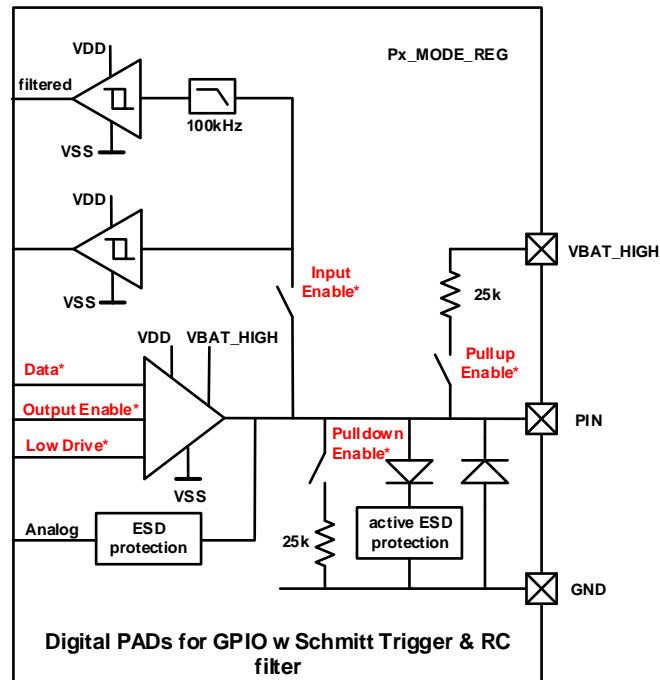 VDD
Px_MODE_REG
filtered
100kHz
VSS
VDD
VBAT_HIGH
Input
Enable*
25k
VSS
VDD
VBAT_HIGH
Pullup
Enable*
Data*
Output Enable*
PIN
Pulldown
Enable*
Low Drive*
VSS
Analog
ESD
protection
25k
active ESD
protection
GND
Digital PADs for GPIO w Schmitt Trigger & RC
filter